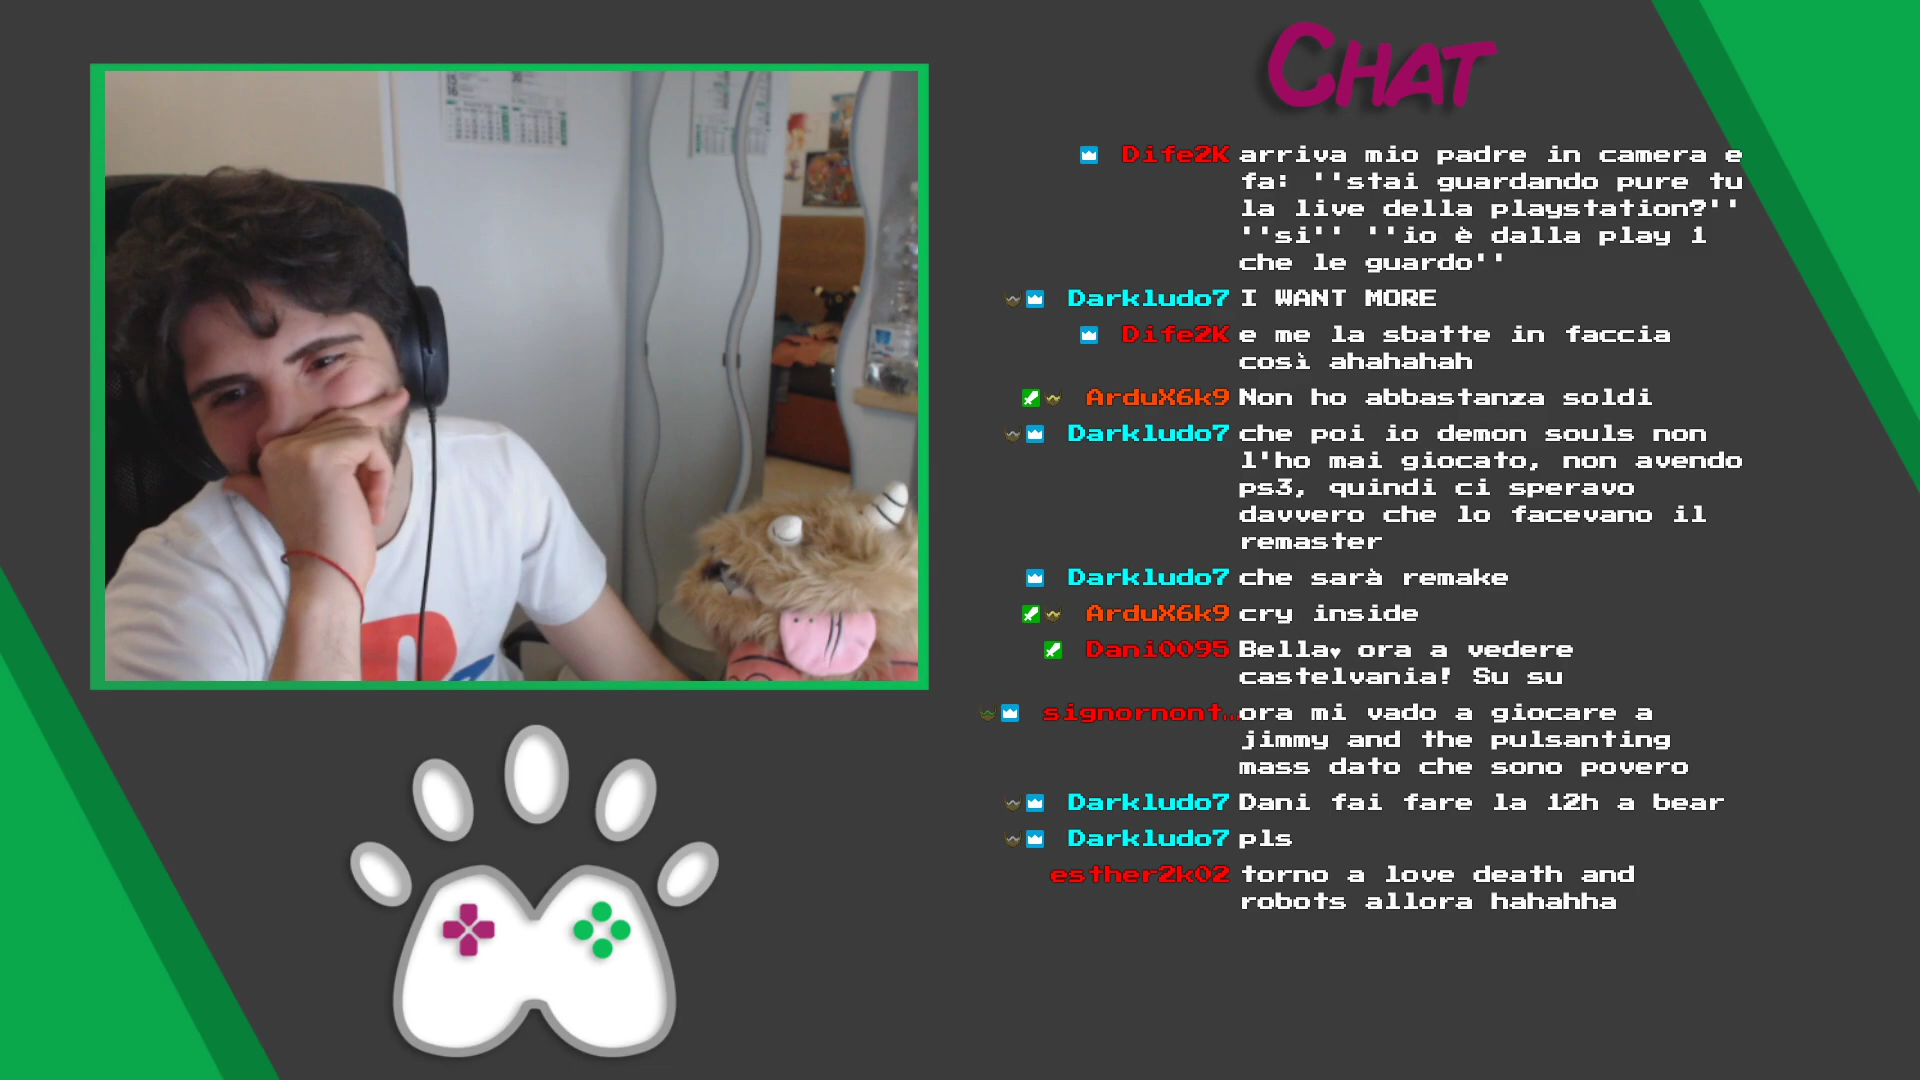 Chat
Dife2K arriva mio padre in camera e
fa: ''stai guardando pure tu
la live della playstation?''
''si'' ''io è dalla play 1
che le guardo''
Darkludo7 I WANT MORE
Dife2K e me la sbatte in faccia
così ahahahah
ArduX6k9 Non ho abbastanza soldi
Darkludo7 che poi io demon souls non
l'ho mai giocato, non avendo
ps3, quindi ci speravo
davvero che lo facevano il
remaster
Darkludo7 che sarà remake
ArduX6k9 cry inside
Dani0095 Bella♥ ora a vedere
castelvania! Su su
signornont… ora mi vado a giocare a
jimmy and the pulsanting
mass dato che sono povero
Darkludo7 Dani fai fare la 12h a bear
Darkludo7 pls
esther2k02 torno a love death and
robots allora hahahha